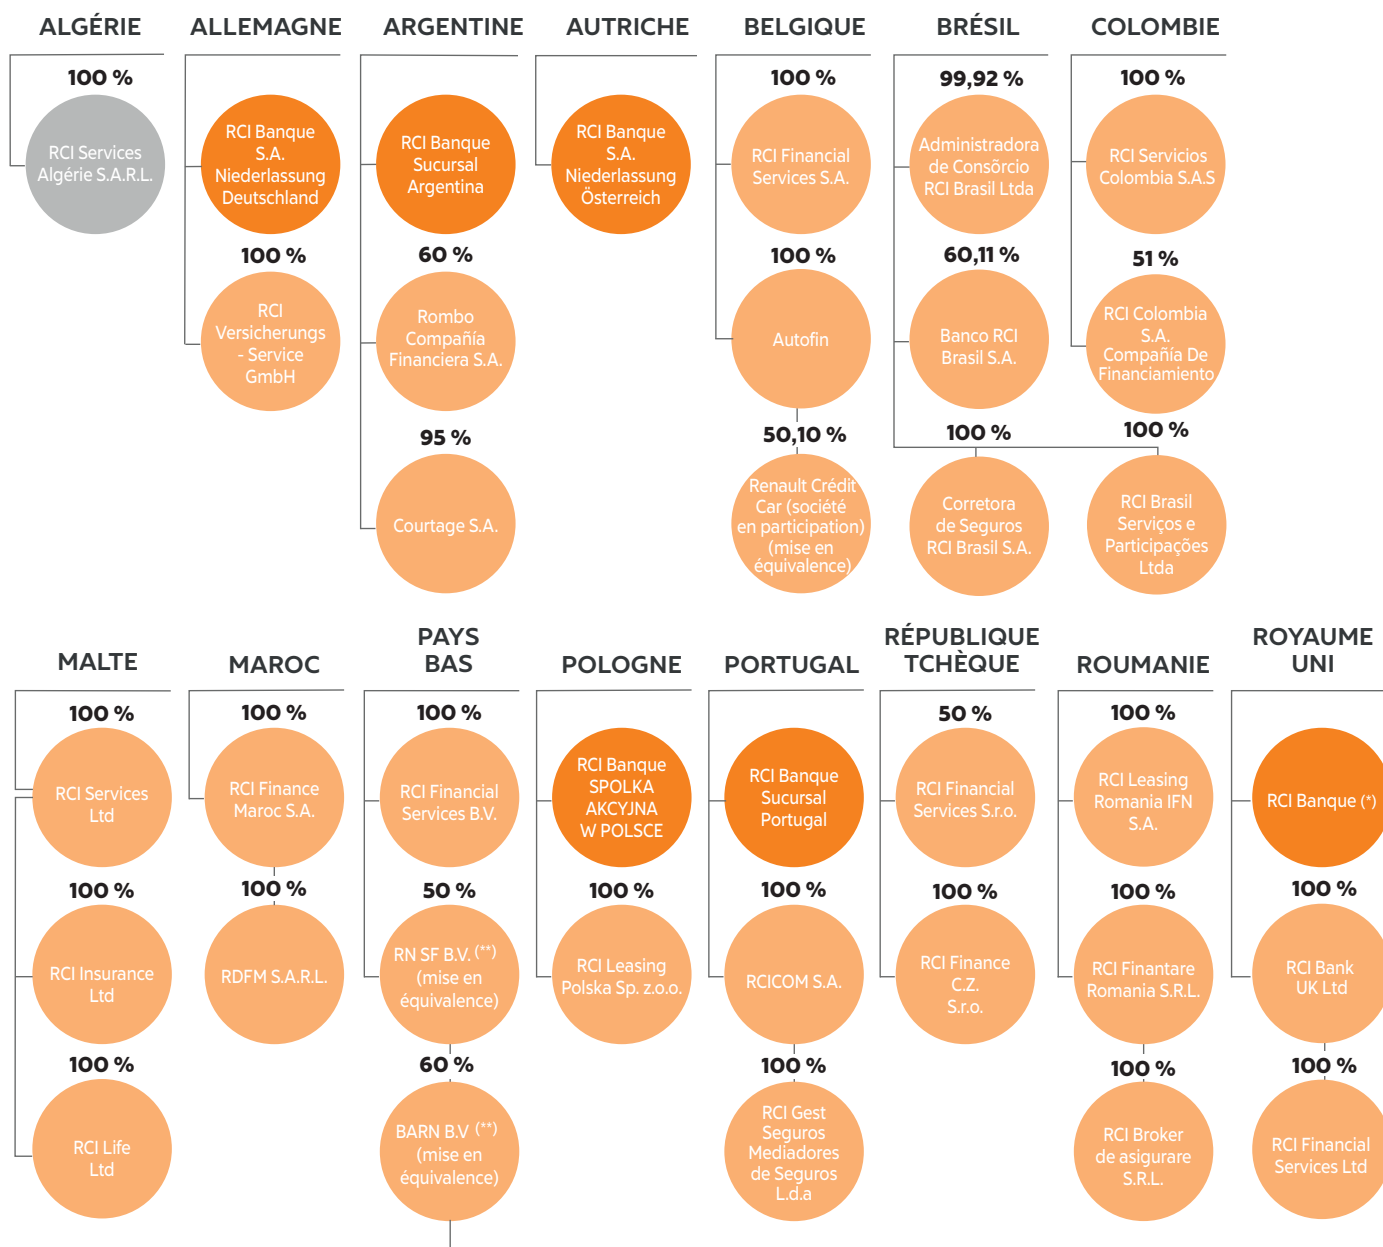 ALGÉRIE
100 %
RCI Services
Algérie S.A.R.L.
ALLEMAGNE
RCI Banque
S.A.
Niederlassung
Deutschland
100 %
RCI
Versicherungs
- Service
GmbH
ARGENTINE
RCI Banque
Sucursal
Argentina
60 %
Rombo
Compañía
Financiera S.A.
95 %
Courtage S.A.
AUTRICHE
RCI Banque
S.A.
Niederlassung
Österreich
BELGIQUE
100 %
RCI Financial
Services S.A.
100 %
Autofin
50,10 %
Renault Crédit
Car (société
en participation)
(mise en
équivalence)
BRÉSIL
99,92 %
Administradora
de Consõrcio
RCI Brasil Ltda
60,11 %
Banco RCI
Brasil S.A.
100 %
Corretora
de Seguros
RCI Brasil S.A.
100 %
RCI Brasil
Serviços e
Participações
Ltda
COLOMBIE
100 %
RCI Servicios
Colombia S.A.S
51 %
RCI Colombia
S.A.
Compañía De
Financiamiento
MALTE
100 %
RCI Services
Ltd
100 %
RCI Insurance
Ltd
100 %
RCI Life
Ltd
MAROC
100 %
RCI Finance
Maroc S.A.
100 %
RDFM S.A.R.L.
PAYS
BAS
100 %
RCI Financial
Services B.V.
50 %
RN SF B.V. (**)
(mise en
équivalence)
60 %
BARN B.V (**)
(mise en
équivalence)
POLOGNE
RCI Banque
SPOLKA
AKCYJNA
W POLSCE
100 %
RCI Leasing
Polska Sp. z.o.o.
PORTUGAL
RCI Banque
Sucursal
Portugal
100 %
RCICOM S.A.
100 %
RCI Gest
Seguros
Mediadores
de Seguros
L.d.a
RÉPUBLIQUE
TCHÈQUE
50 %
RCI Financial
Services S.r.o.
100 %
RCI Finance
C.Z.
S.r.o.
ROUMANIE
100 %
RCI Leasing
Romania IFN
S.A.
100 %
RCI Finantare
Romania S.R.L.
100 %
RCI Broker
de asigurare
S.R.L.
ROYAUME
UNI
RCI Banque (*)
100 %
RCI Bank
UK Ltd
100 %
RCI Financial
Services Ltd